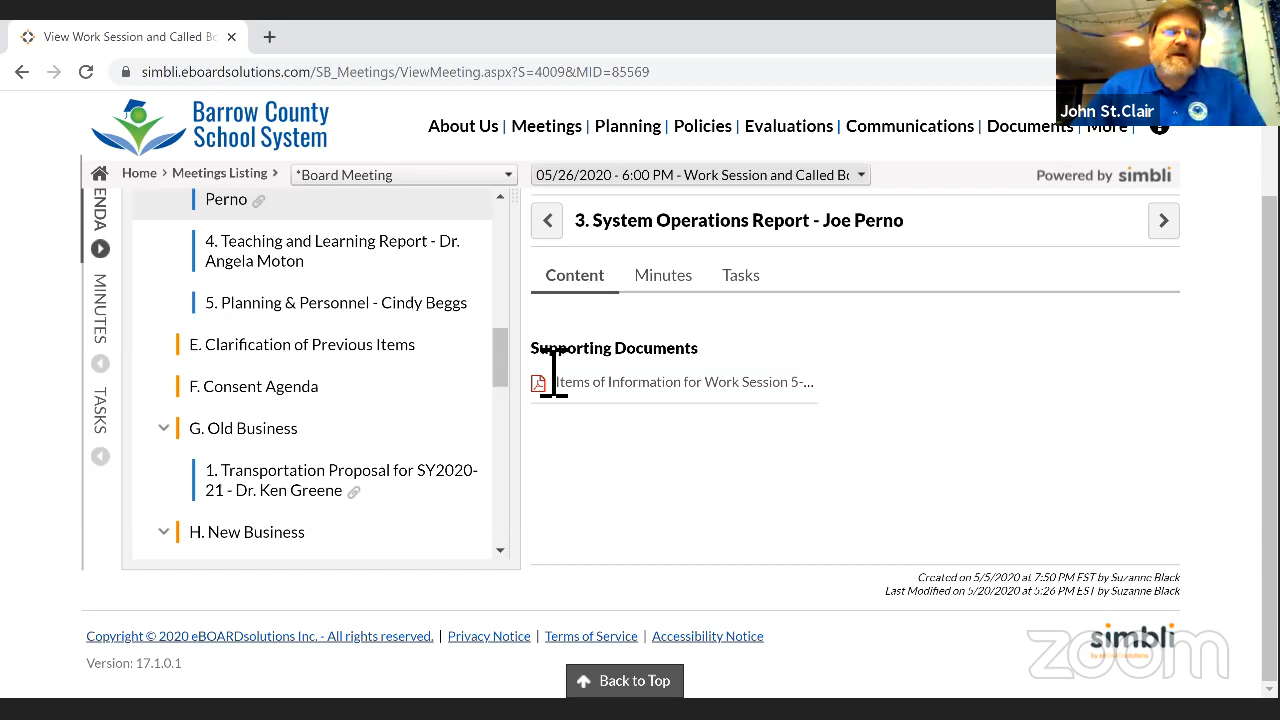 View Work Session and Called Bo
simbli.eboardsolutions.com/SB_Meetings/ViewMeeting.aspx?S=4009&MID=85569
John St.Clair
Barrow County
School System
About Us | Meetings | Planning | Policies | Evaluations | Communications | Documents | More
Home > Meetings Listing >
*Board Meeting
05/26/2020 - 6:00 PM - Work Session and Called Bo
Powered by simbli
ENDA
MINUTES
TASKS
Perno
4. Teaching and Learning Report - Dr.
Angela Moton
5. Planning & Personnel - Cindy Beggs
E. Clarification of Previous Items
F. Consent Agenda
G. Old Business
1. Transportation Proposal for SY2020-
21 - Dr. Ken Greene
H. New Business
3. System Operations Report - Joe Perno
Content
Minutes
Tasks
Supporting Documents
Items of Information for Work Session 5-...
Created on 5/5/2020 at 7:50 PM EST by Suzanne Black
Last Modified on 5/20/2020 at 5:26 PM EST by Suzanne Black
Copyright © 2020 eBOARDsolutions Inc. - All rights reserved. | Privacy Notice | Terms of Service | Accessibility Notice
Version: 17.1.0.1
Back to Top
simbli
zoom